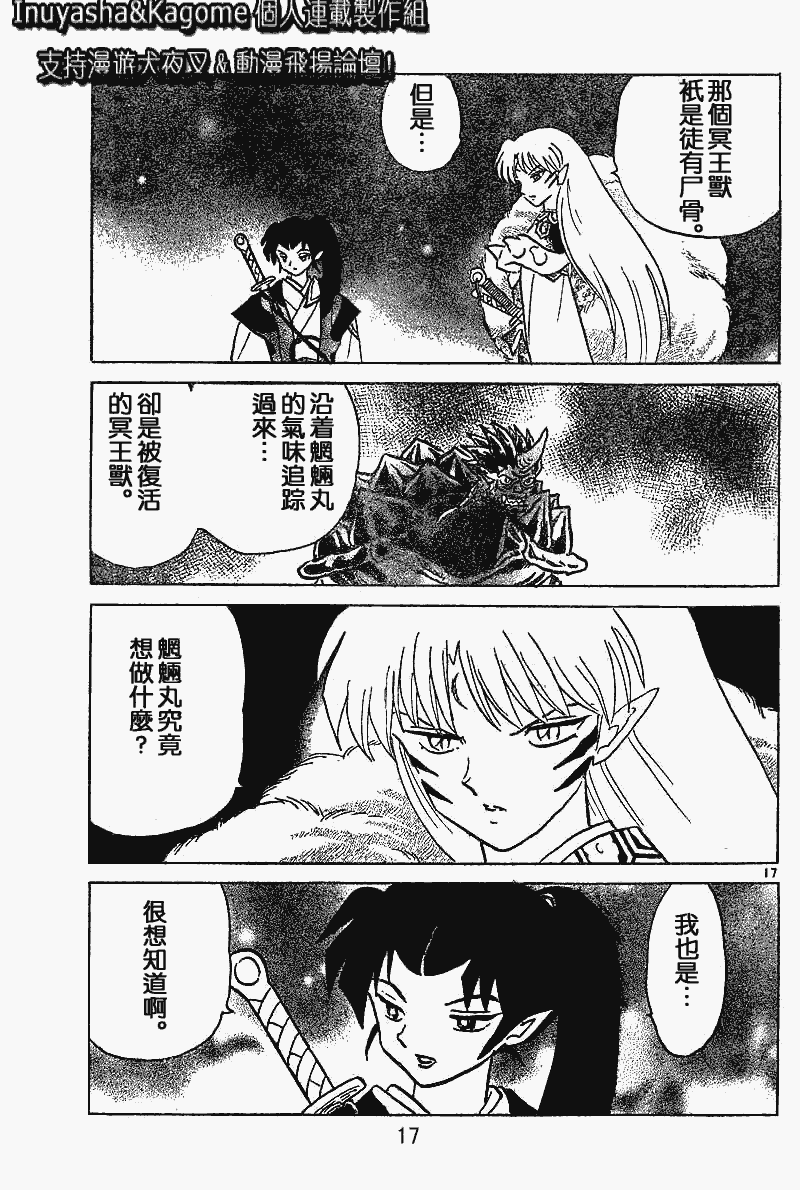 Inuyasha&Kagome 個人連載製作組
支持漫遊犬夜叉 & 動漫飛揚論壇!
那個冥王獸
衹是徒有尸骨。
但是…
沿着魍魎丸
的氣味追踪
過來…
卻是被復活
的冥王獸。
魍魎丸究竟
想做什麼?
17
我也是…
很想知道啊。
17